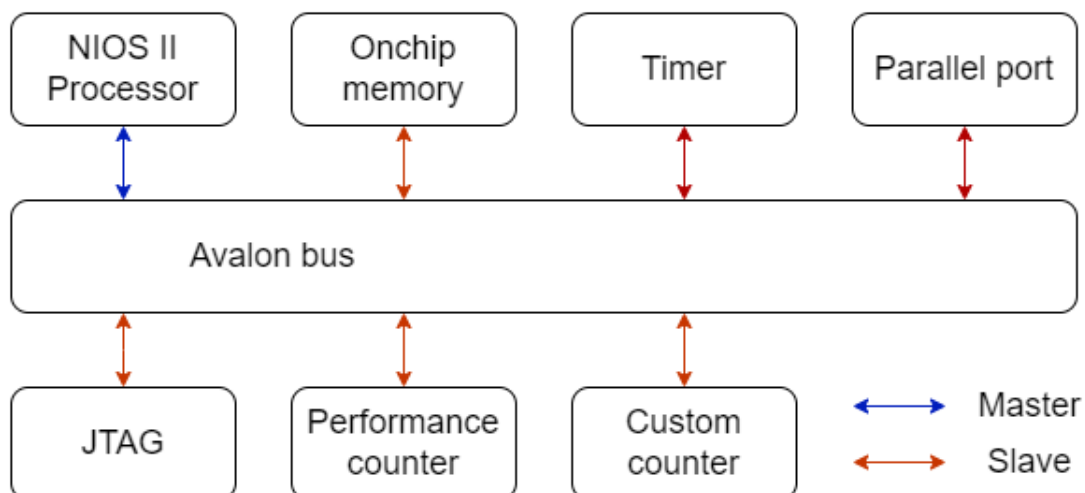 NIOS II
Processor
Onchip
memory
Timer
Parallel port
Avalon bus
JTAG
Performance
counter
Custom
counter
Master
Slave